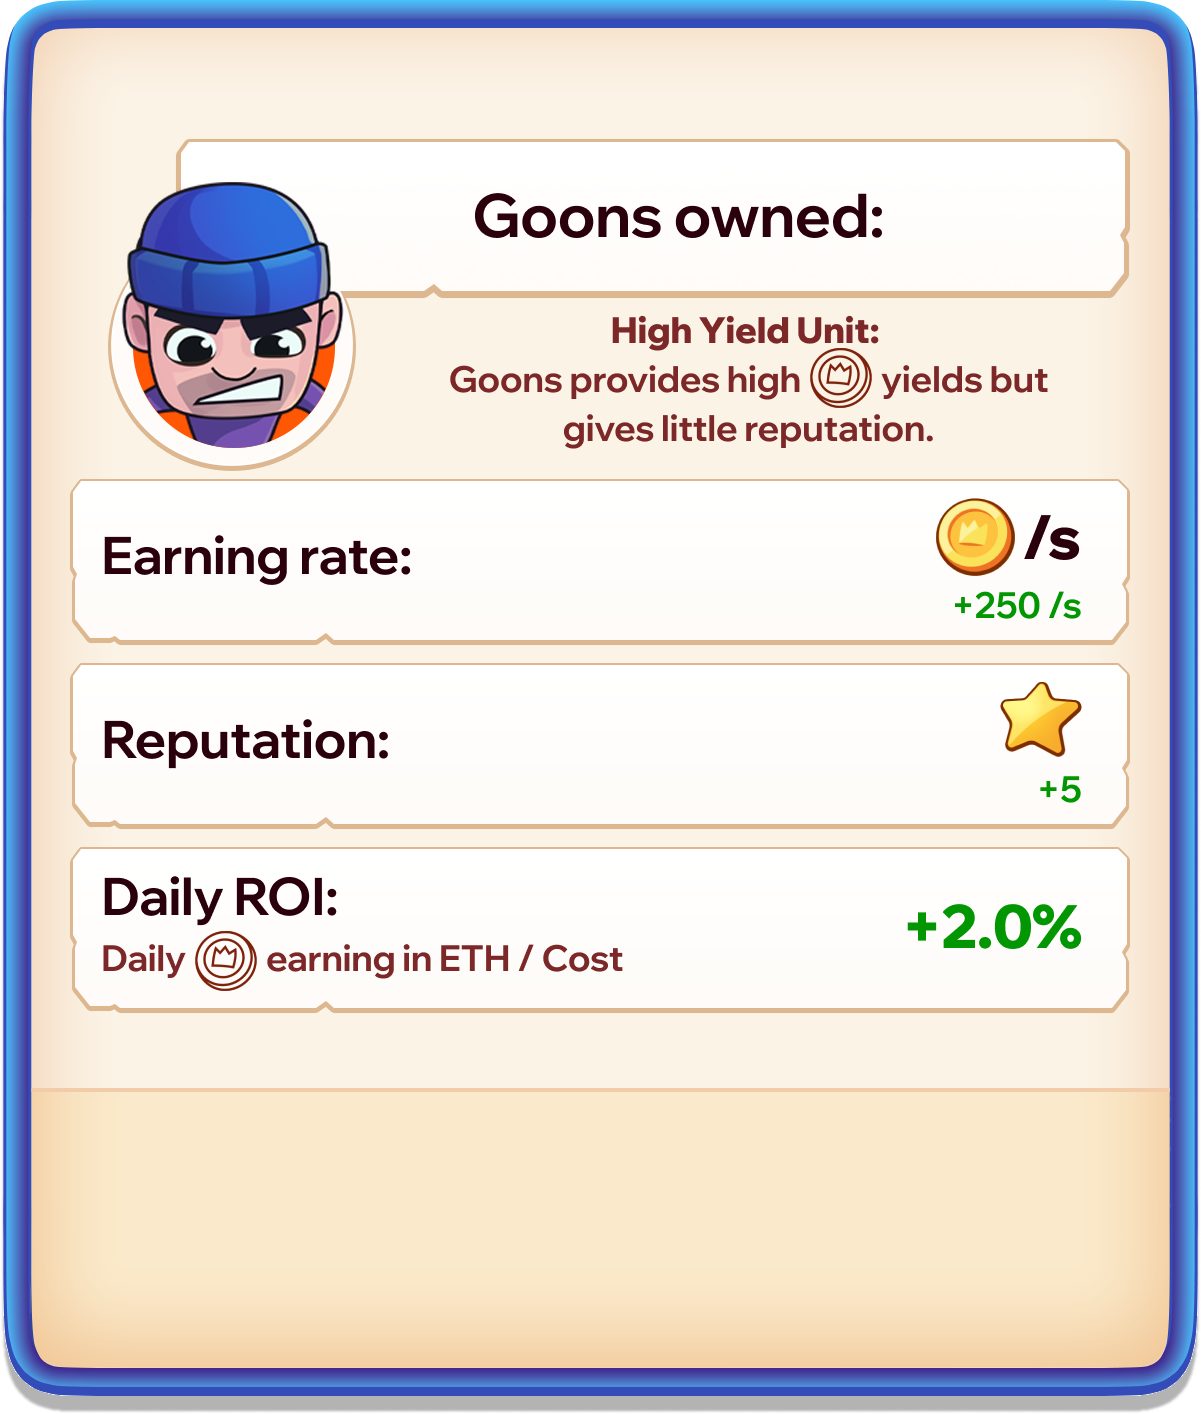 Goons owned:
High Yield Unit:
Goons provides high yields but
gives little reputation.
Earning rate:
/s
+250 /s
Reputation:
+5
Daily ROI:
+2.0%
Daily earning in ETH / Cost